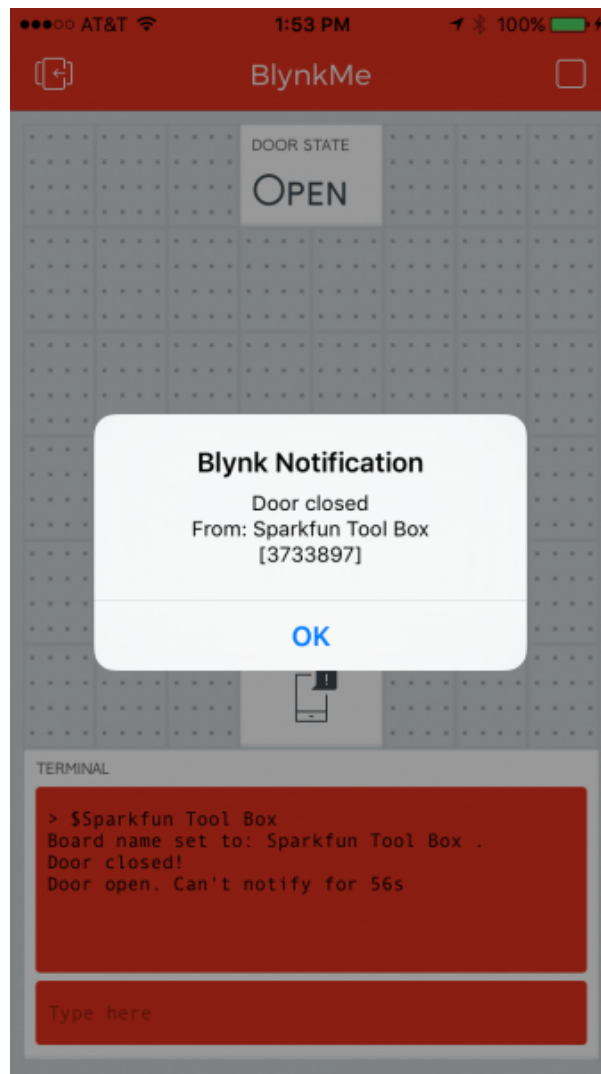 AT&T 1:53 PM 100%
BlynkMe
DOOR STATE
OPEN
Blynk Notification
Door closed
From: Sparkfun Tool Box
[3733897]
OK
!
TERMINAL
> $Sparkfun Tool Box
Board name set to: Sparkfun Tool Box .
Door closed!
Door open. Can't notify for 56s
Type here